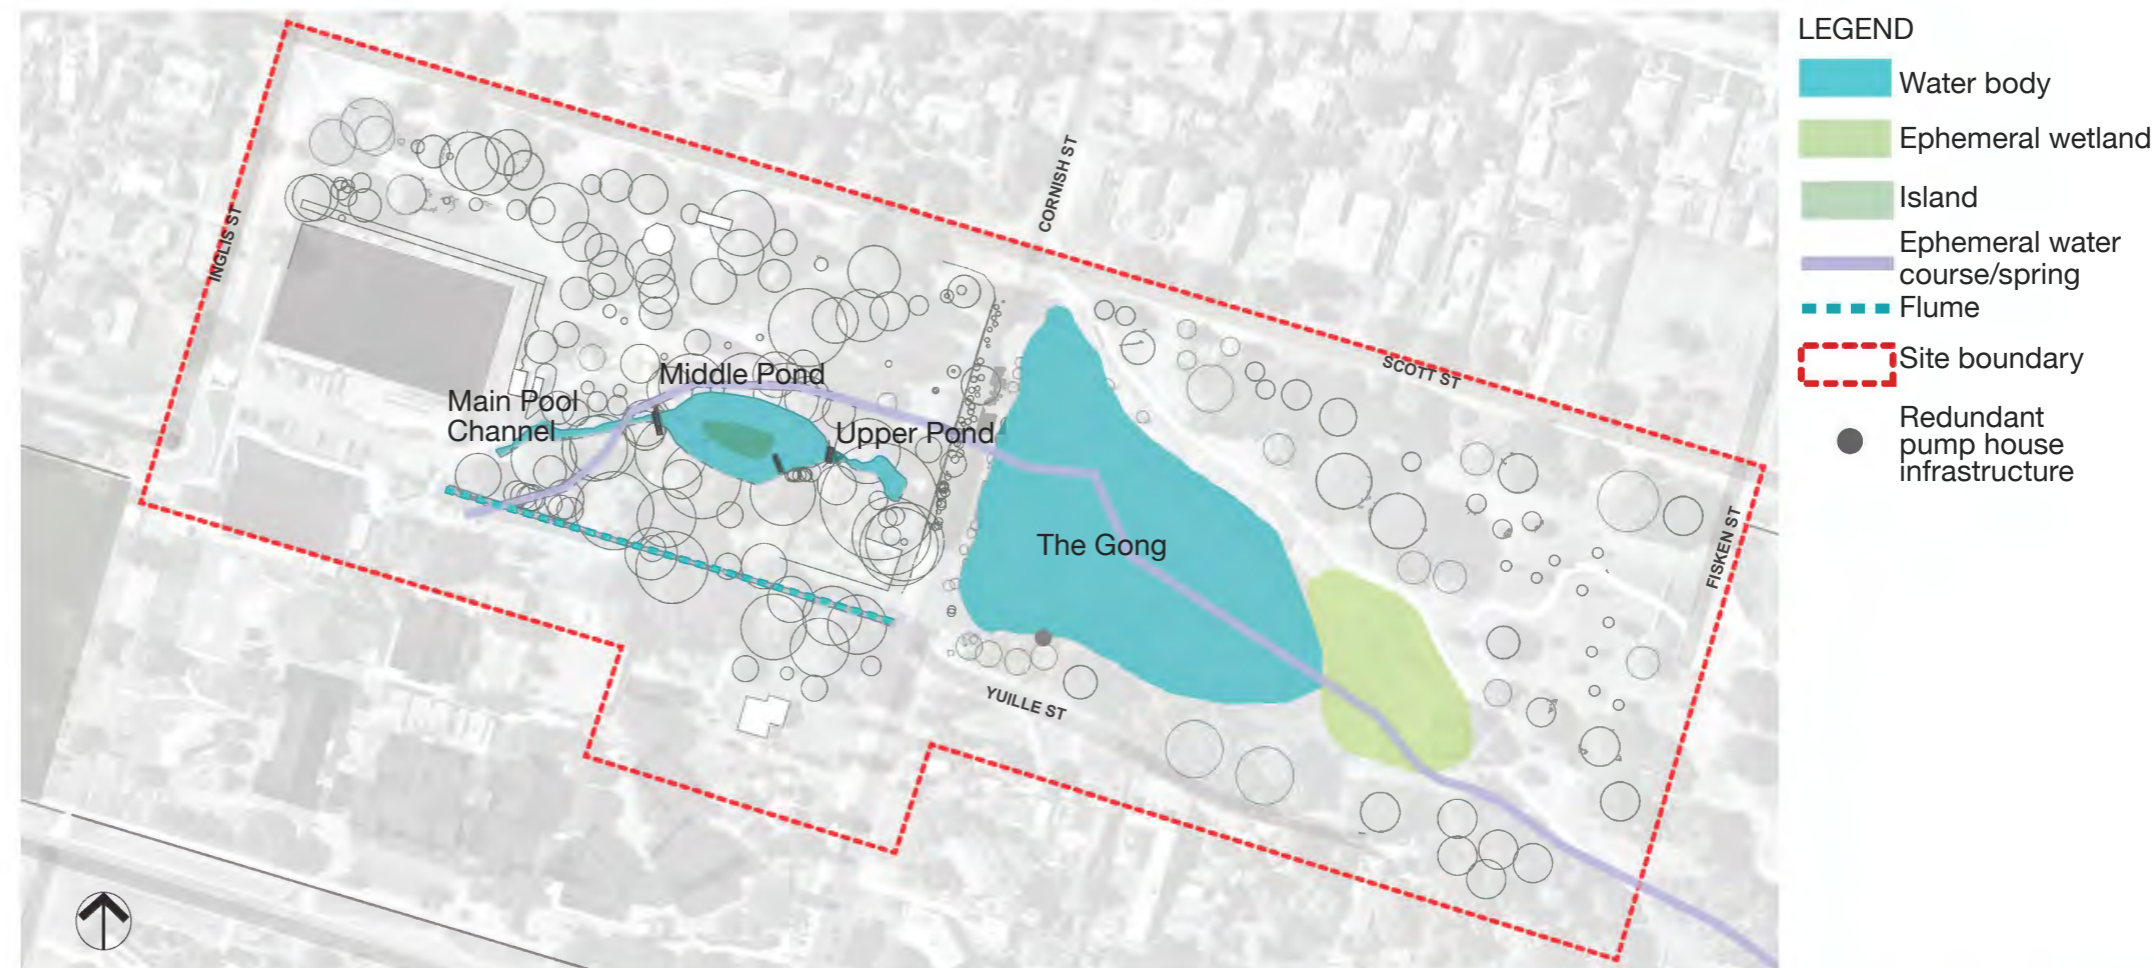 LEGEND
Water body
Ephemeral wetland
Island
Ephemeral water
course/spring
Flume
Site boundary
Redundant
pump house
infrastructure
INGLIS ST
CORNISH ST
SCOTT ST
FISKEN ST
YUILLE ST
Main Pool
Channel
Middle Pond
Upper Pond
The Gong